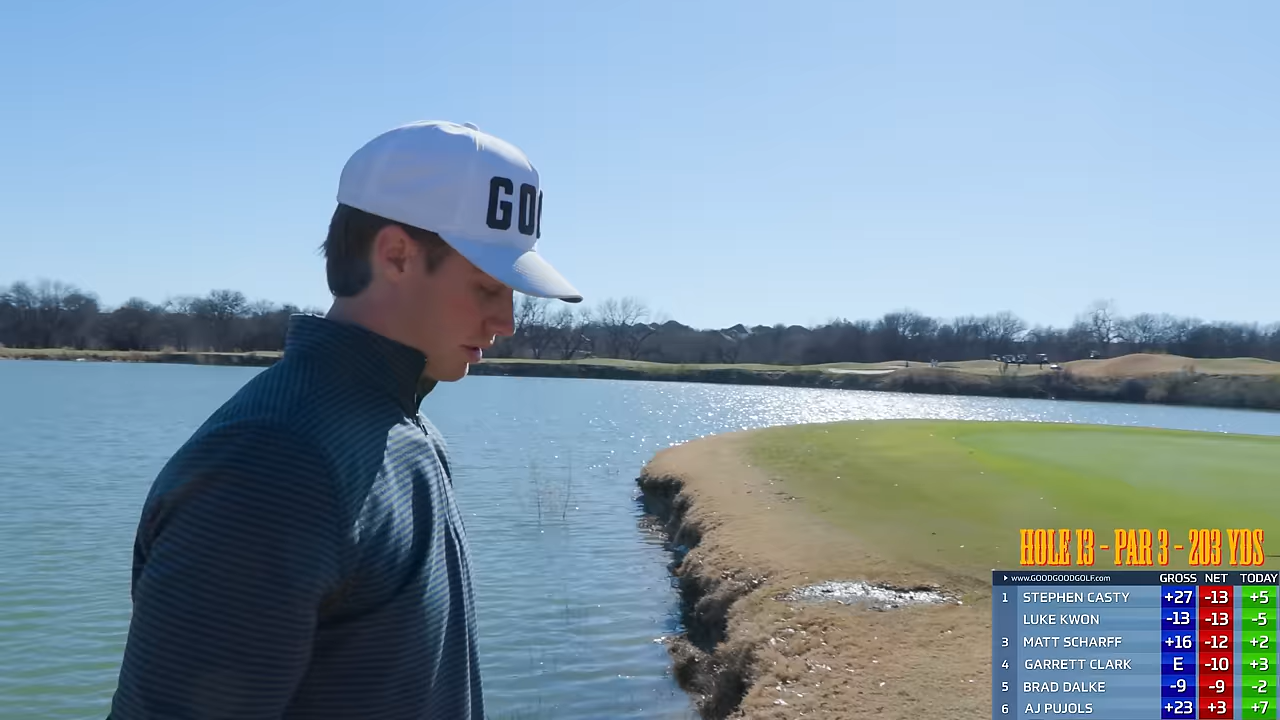 GOO
HOLE 13 - PAR 3 - 203 YDS
www.GOODGOODGOLF.com GROSS NET TODAY
1 STEPHEN CASTY +27 -13 +5
LUKE KWON -13 -13 -5
3 MATT SCHARFF +16 -12 +2
4 GARRETT CLARK E -10 +3
5 BRAD DALKE -9 -9 -2
6 AJ PUJOLS +23 +3 +7